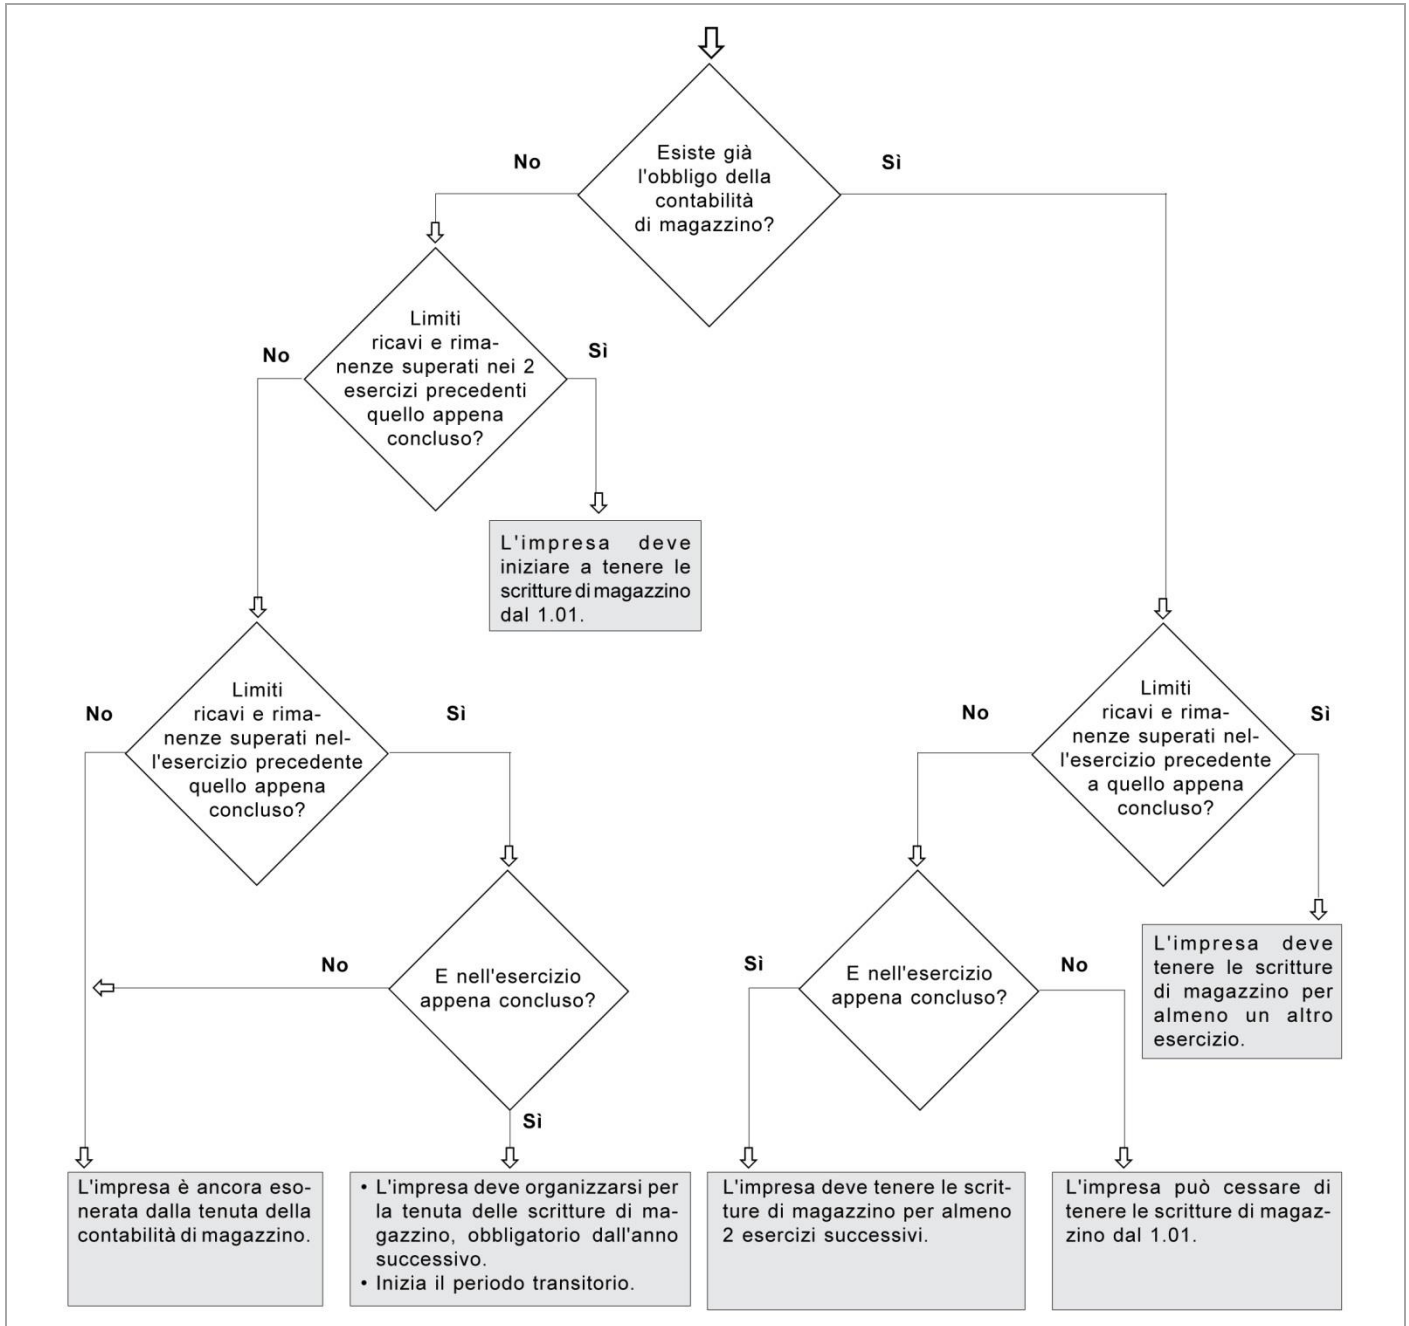 Esiste già
l'obbligo della
contabilità
di magazzino?
No
Sì
Limiti
ricavi e rima-
nenze superati nei 2
esercizi precedenti
quello appena
concluso?
No
Sì
L'impresa deve
iniziare a tenere le
scritture di magazzino
dal 1.01.
Limiti
ricavi e rima-
nenze superati nel-
l'esercizio precedente
quello appena
concluso?
No
Sì
Limiti
ricavi e rima-
nenze superati nel-
l'esercizio precedente
a quello appena
concluso?
No
Sì
E nell'esercizio
appena concluso?
No
Sì
E nell'esercizio
appena concluso?
Sì
No
L'impresa deve
tenere le scritture
di magazzino per
almeno un altro
esercizio.
L'impresa è ancora eso-
nerata dalla tenuta della
contabilità di magazzino.
• L'impresa deve organizzarsi per
la tenuta delle scritture di ma-
gazzino, obbligatorio dall'anno
successivo.
• Inizia il periodo transitorio.
L'impresa deve tenere le scrit-
ture di magazzino per almeno
2 esercizi successivi.
L'impresa può cessare di
tenere le scritture di magaz-
zino dal 1.01.